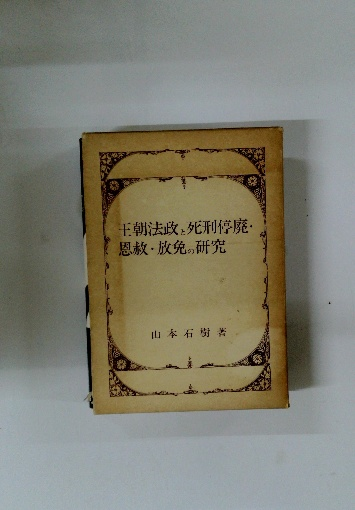 王朝法政と死刑停廃・
恩赦・放免の研究
山本石樹著